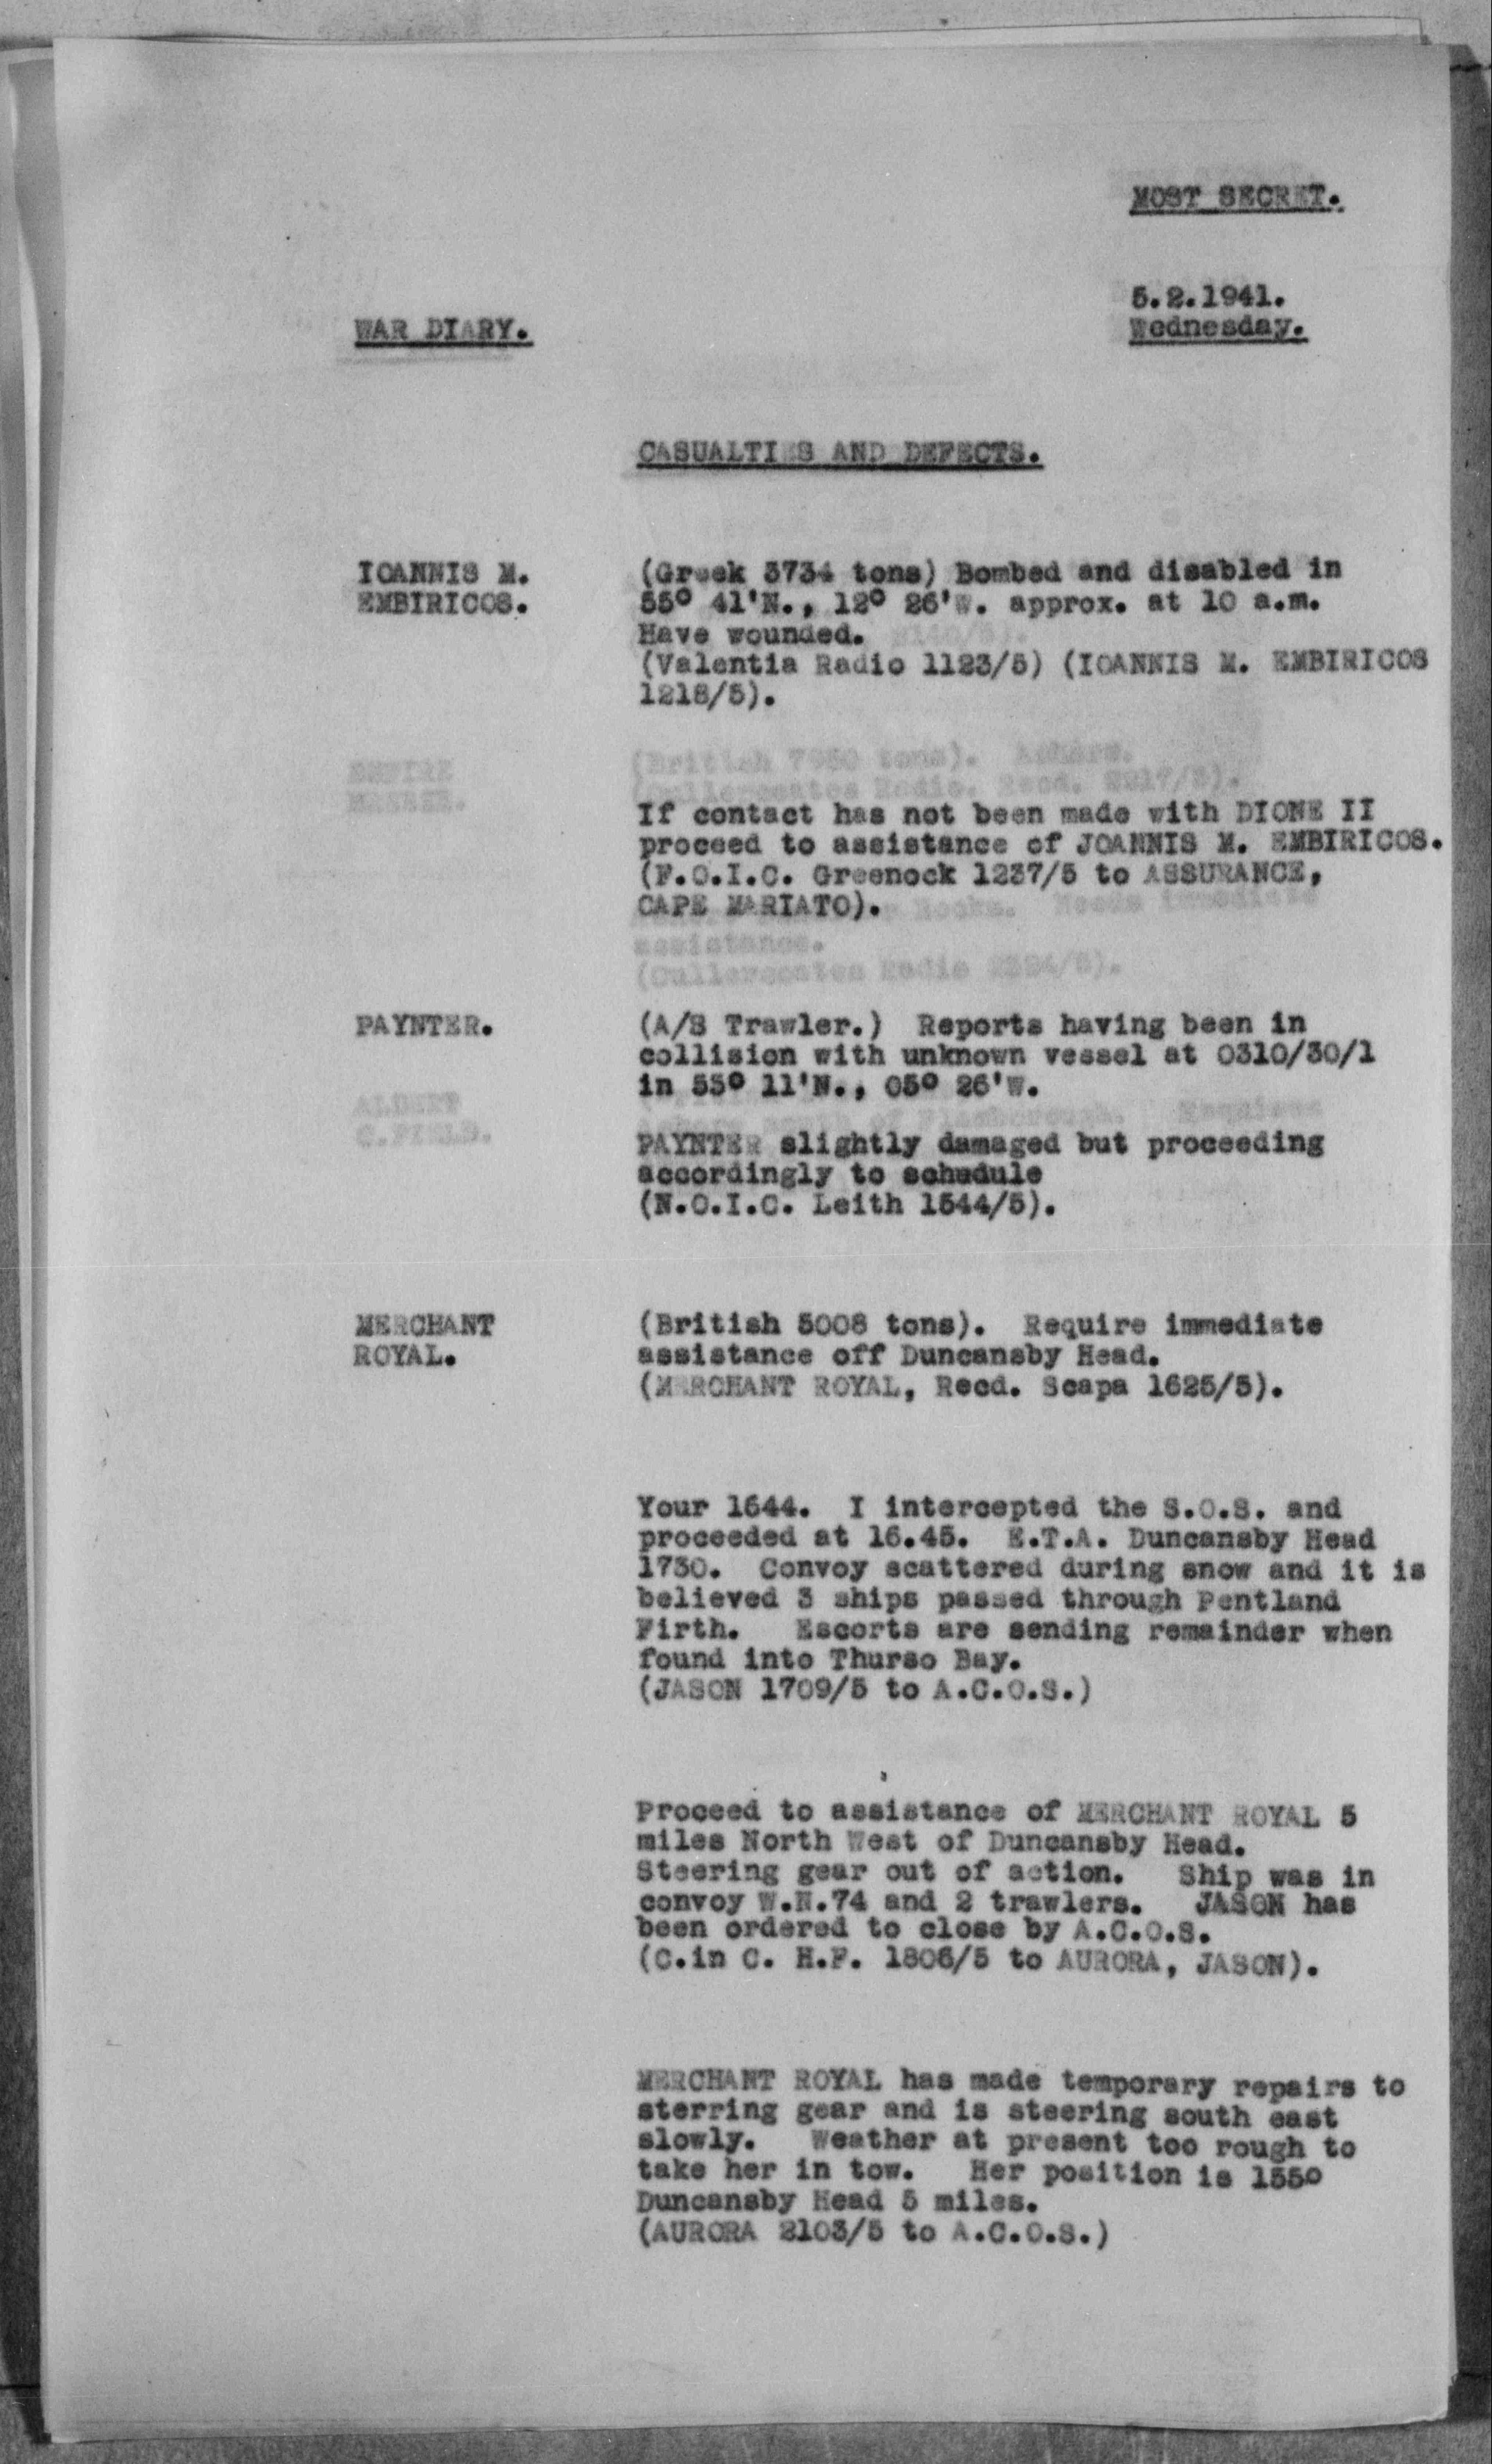 MOST SECRET.
5.2.1941.
WAR DIARY.
Wednesday.
CASUALTIES AND DEFECTS.
IOANNIS M.
EMBIRICOS.
(Greek 3734 tons) Bombed and disabled in
55° 41'N., 12° 26'W. approx. at 10 a.m.
Have wounded.
(Valentia Radio 1123/5) (IOANNIS M. EMBIRICOS
1218/5).
If contact has not been made with DIONE II
proceed to assistance of JOANNIS M. EMBIRICOS.
(F.O.I.C. Greenock 1237/5 to ASSURANCE,
CAPE MARIATO).
PAYNTER.
(A/S Trawler.) Reports having been in
collision with unknown vessel at 0310/30/1
in 55° 11'N., 05° 26'W.
PAYNTER slightly damaged but proceeding
accordingly to schedule
(N.O.I.C. Leith 1544/5).
MERCHANT
ROYAL.
(British 5008 tons). Require immediate
assistance off Duncansby Head.
(MERCHANT ROYAL, Recd. Scapa 1625/5).
Your 1644. I intercepted the S.O.S. and
proceeded at 16.45. E.T.A. Duncansby Head
1730. Convoy scattered during snow and it is
believed 3 ships passed through Pentland
Firth. Escorts are sending remainder when
found into Thurso Bay.
(JASON 1709/5 to A.C.O.S.)
Proceed to assistance of MERCHANT ROYAL 5
miles North West of Duncansby Head.
Steering gear out of action. Ship was in
convoy W.N.74 and 2 trawlers. JASON has
been ordered to close by A.C.O.S.
(C.in C. H.F. 1806/5 to AURORA, JASON).
MERCHANT ROYAL has made temporary repairs to
sterring gear and is steering south east
slowly. Weather at present too rough to
take her in tow. Her position is 155°
Duncansby Head 5 miles.
(AURORA 2103/5 to A.C.O.S.)